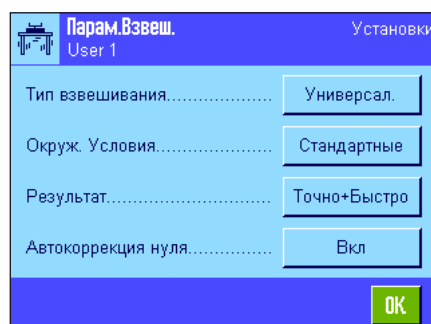 Парам.Взвеш. Установки
User 1
Тип взвешивания................... Универсал.
Окруж. Условия.................... Стандартные
Результат............................ Точно+Быстро
Автокоррекция нуля.............. Вкл
OK